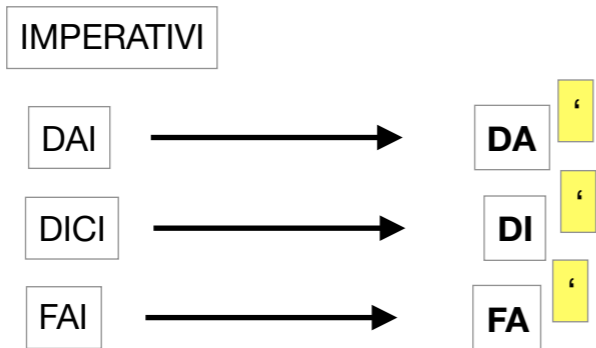 IMPERATIVI
DAI DA ‘
DICI DI ‘
FAI FA ‘